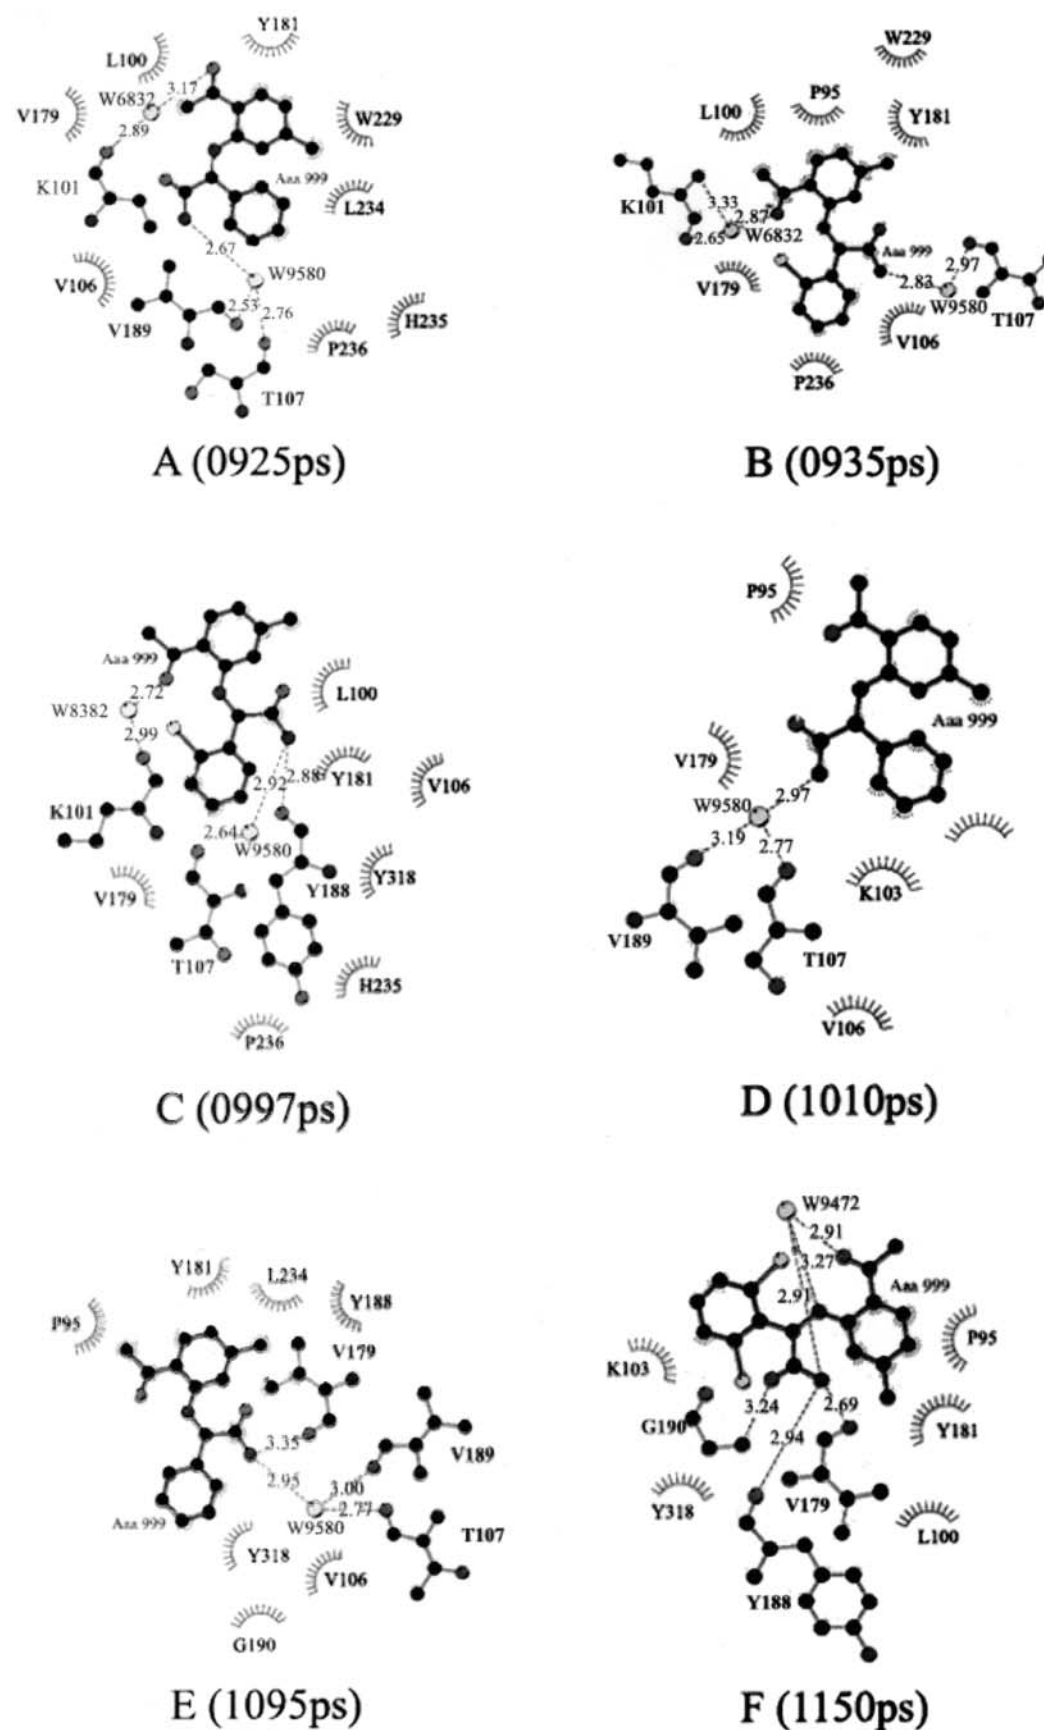 Y181
L100
3.17
W6832
V179
W229
2.89
K101
Aaa 999
L234
2.67
W9580
V106
2.53
2.76
V189
H235
P236
T107
A (0925ps)
W229
P95
L100
Y181
3.33
K101
2.87
2.65
W6832
Aaa 999
2.97
V179
2.83
W9580
T107
V106
P236
B (0935ps)
Aaa 999
L100
2.72
W8382
2.99
2.92
2.88
Y181
V106
K101
2.64
W9580
V179
Y188
Y318
T107
H235
P236
C (0997ps)
P95
Aaa 999
V179
2.97
W9580
3.19
2.77
K103
V189
T107
V106
D (1010ps)
Y181
L234
Y188
P95
V179
3.35
V189
2.95
3.00
2.77
W9580
Aaa 999
T107
Y318
V106
G190
E (1095ps)
W9472
2.91
3.27
Aaa 999
2.91
P95
K103
3.24
2.69
G190
2.94
Y181
V179
Y318
L100
Y188
F (1150ps)